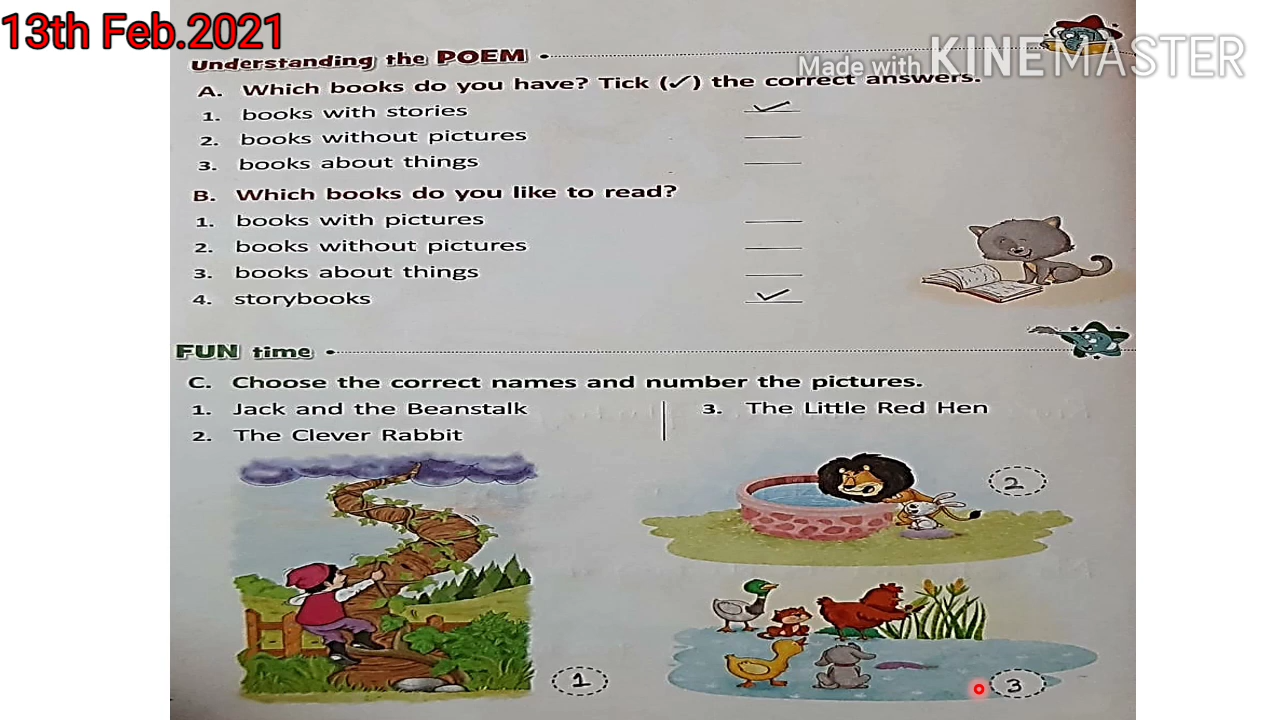 13th Feb.2021
Made with KINEMASTER
Understanding the POEM
A. Which books do you have? Tick (✓) the correct answers.
1. books with stories ✓
2. books without pictures
3. books about things
B. Which books do you like to read?
1. books with pictures
2. books without pictures
3. books about things
4. storybooks ✓
FUN time
C. Choose the correct names and number the pictures.
1. Jack and the Beanstalk
2. The Clever Rabbit
3. The Little Red Hen
2
1
3